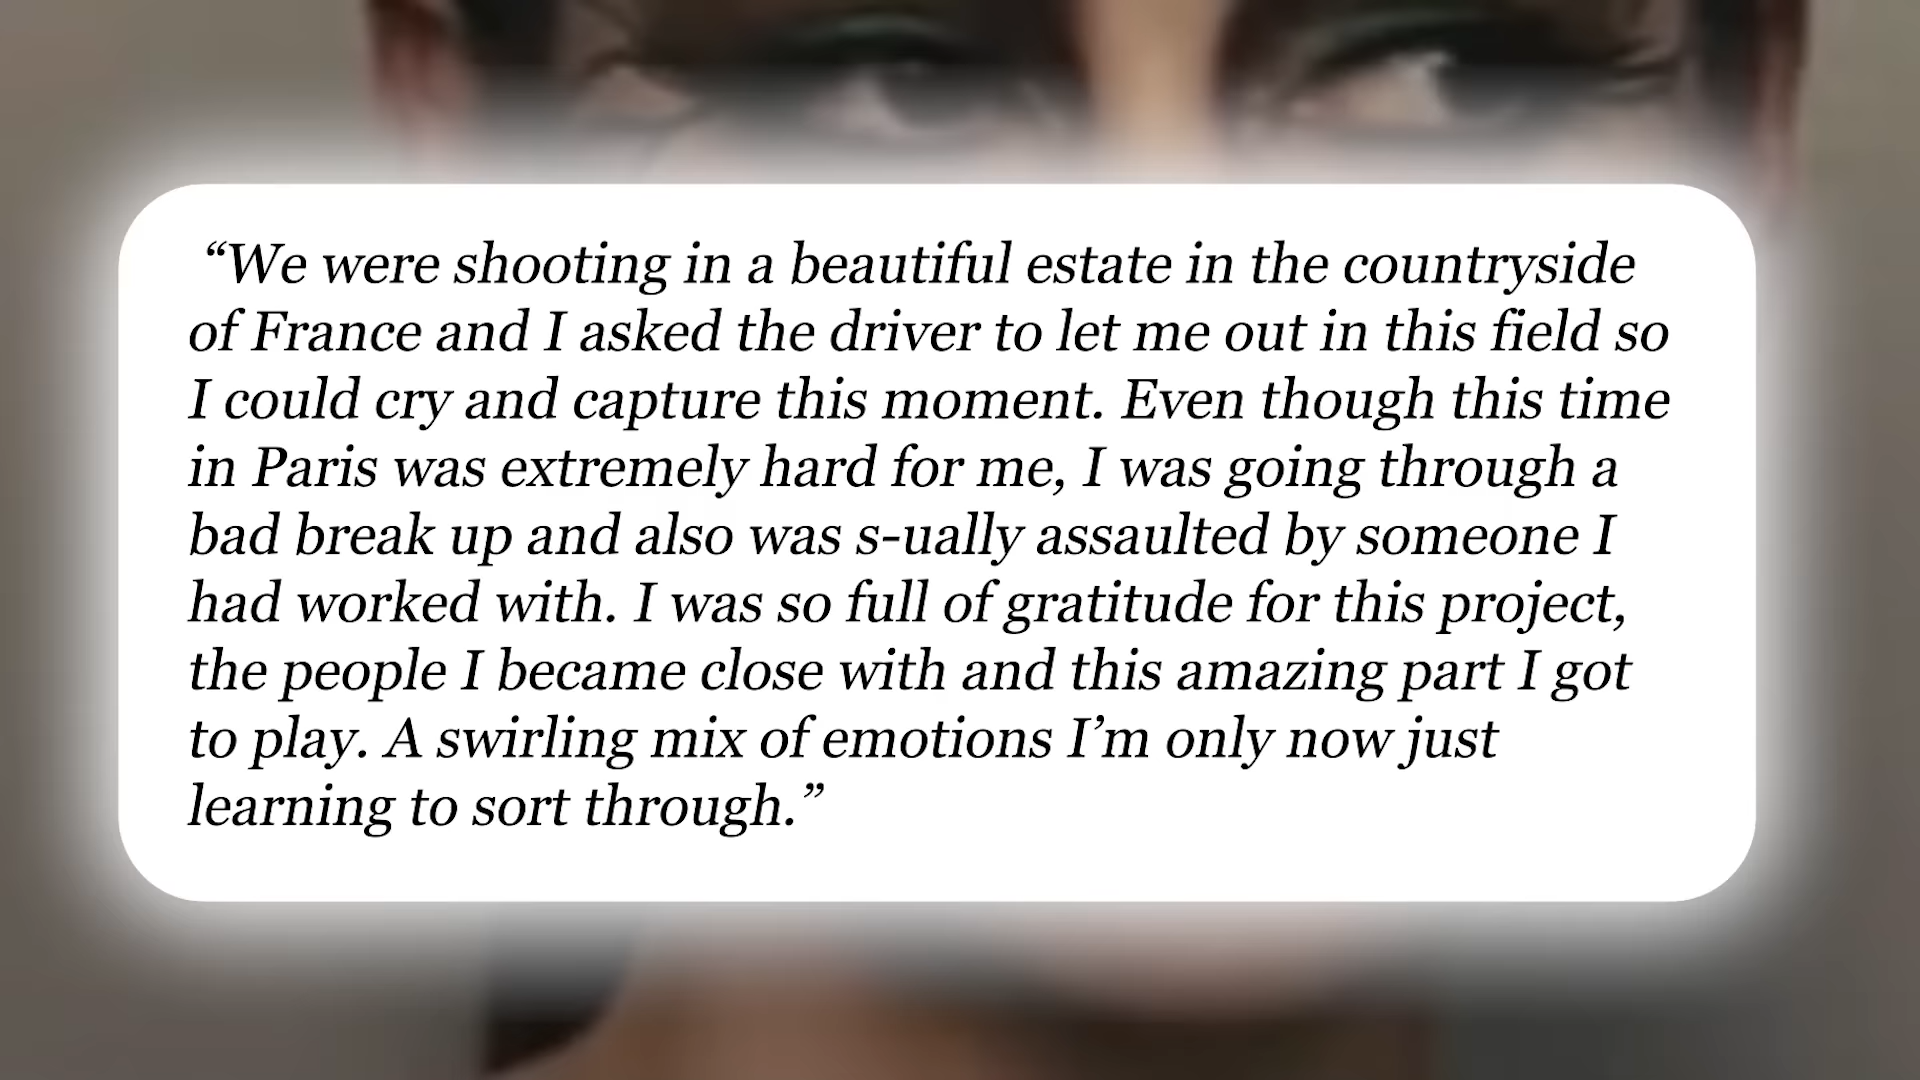 “We were shooting in a beautiful estate in the countryside
of France and I asked the driver to let me out in this field so
I could cry and capture this moment. Even though this time
in Paris was extremely hard for me, I was going through a
bad break up and also was s-ually assaulted by someone I
had worked with. I was so full of gratitude for this project,
the people I became close with and this amazing part I got
to play. A swirling mix of emotions I’m only now just
learning to sort through.”